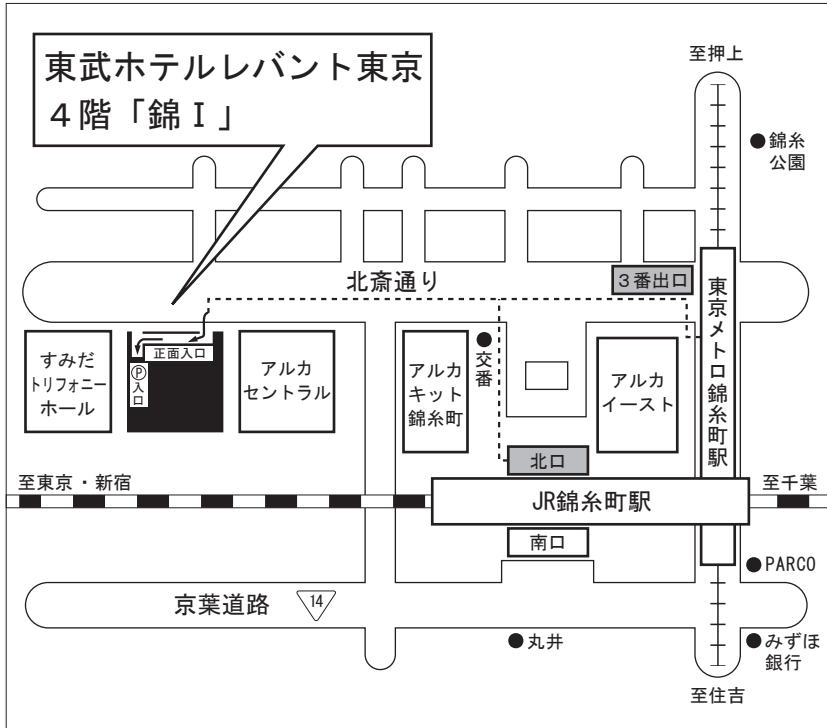 東武ホテルレバント東京
４階「錦Ⅰ」
至押上
錦糸
公園
北斎通り
３番出口
東京メトロ錦糸町駅
すみだ
トリフォニー
ホール
正面入口
Ⓟ入口
アルカ
セントラル
アルカ
キット
錦糸町
交番
アルカ
イースト
北口
至東京・新宿
JR錦糸町駅
至千葉
南口
PARCO
京葉道路
14
丸井
みずほ
銀行
至住吉